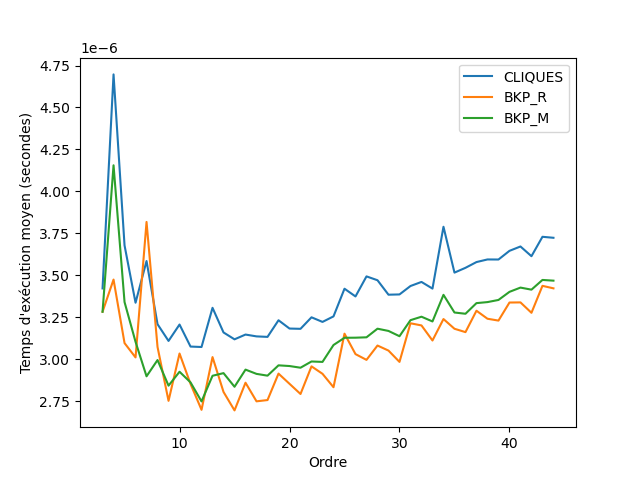 1e−6
4.75
4.50
4.25
4.00
3.75
3.50
3.25
3.00
2.75
Temps d'exécution moyen (secondes)
CLIQUES
BKP_R
BKP_M
10
20
30
40
Ordre